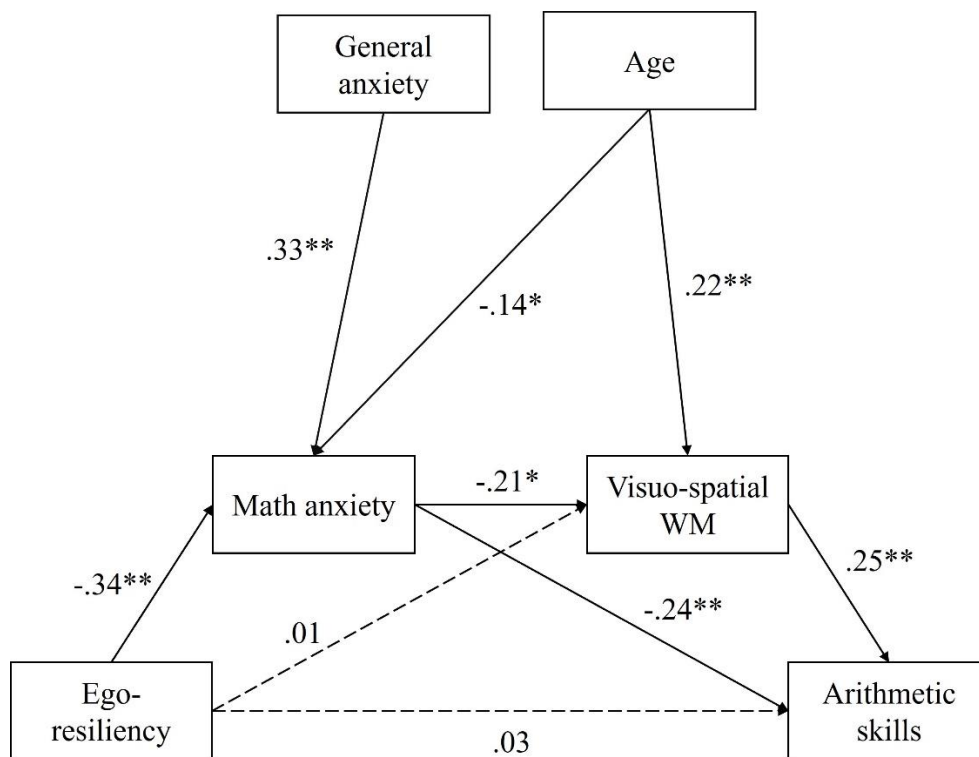 General
anxiety
Age
.33**
-.14*
.22**
Math anxiety
-.21*
Visuo-spatial
WM
-.34**
.01
-.24**
.25**
Ego-
resiliency
.03
Arithmetic
skills